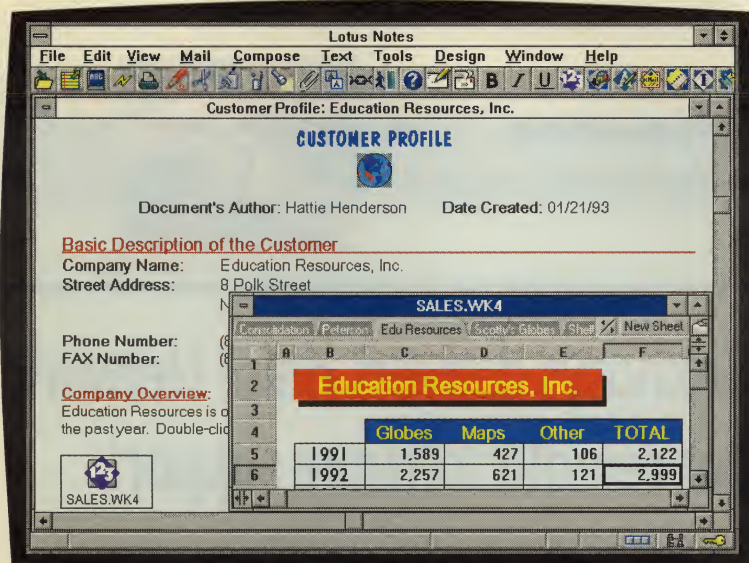 Lotus Notes
File Edit View Mail Compose Text Tools Design Window Help
B I U
Customer Profile: Education Resources, Inc.
CUSTOMER PROFILE
Document's Author: Hattie Henderson Date Created: 01/21/93
Basic Description of the Customer
Company Name: Education Resources, Inc.
Street Address: 8 Polk Street
N
Phone Number: (8
FAX Number: (8
Company Overview:
Education Resources is
the past year. Double-clic
123
SALES.WK4
SALES.WK4
Consolidation Peterson Edu Resources Scotty's Globes Shell New Sheet
A B C D E F
1
2 Education Resources, Inc.
3
4 Globes Maps Other TOTAL
5 1991 1,589 427 106 2,122
6 1992 2,257 621 121 2,999